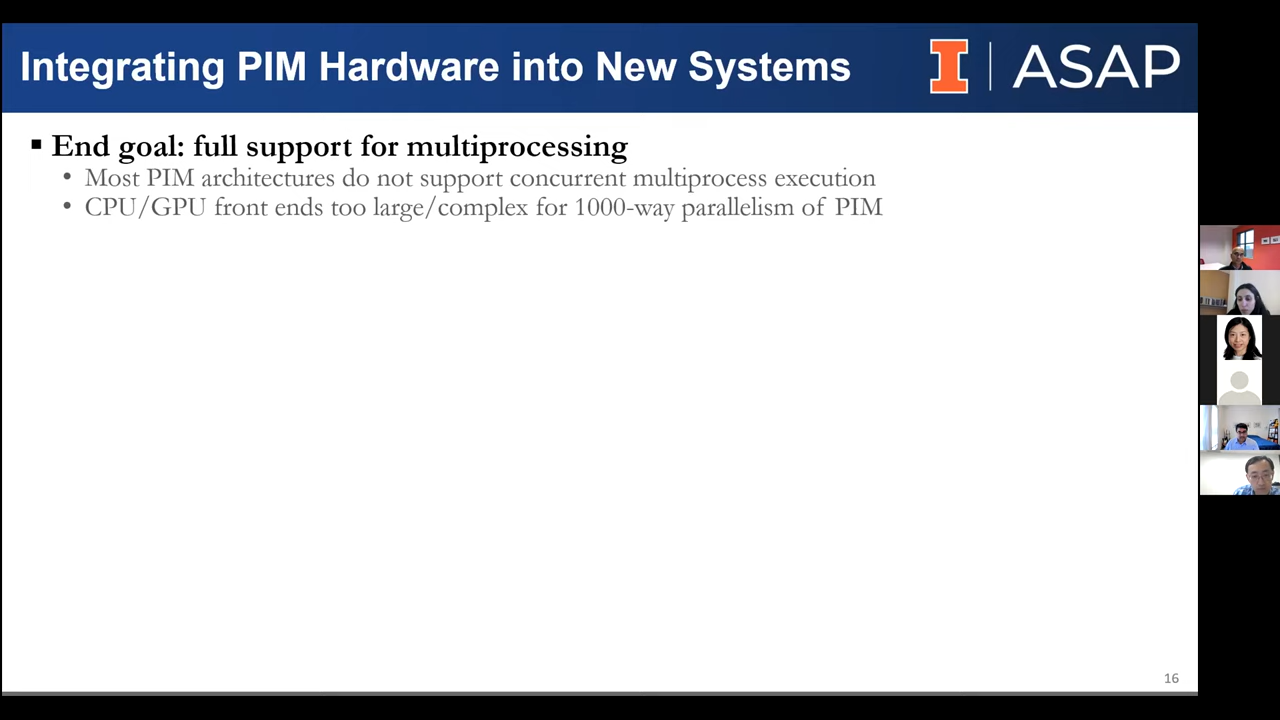 Integrating PIM Hardware into New Systems
I ASAP
▪ End goal: full support for multiprocessing
• Most PIM architectures do not support concurrent multiprocess execution
• CPU/GPU front ends too large/complex for 1000-way parallelism of PIM
16